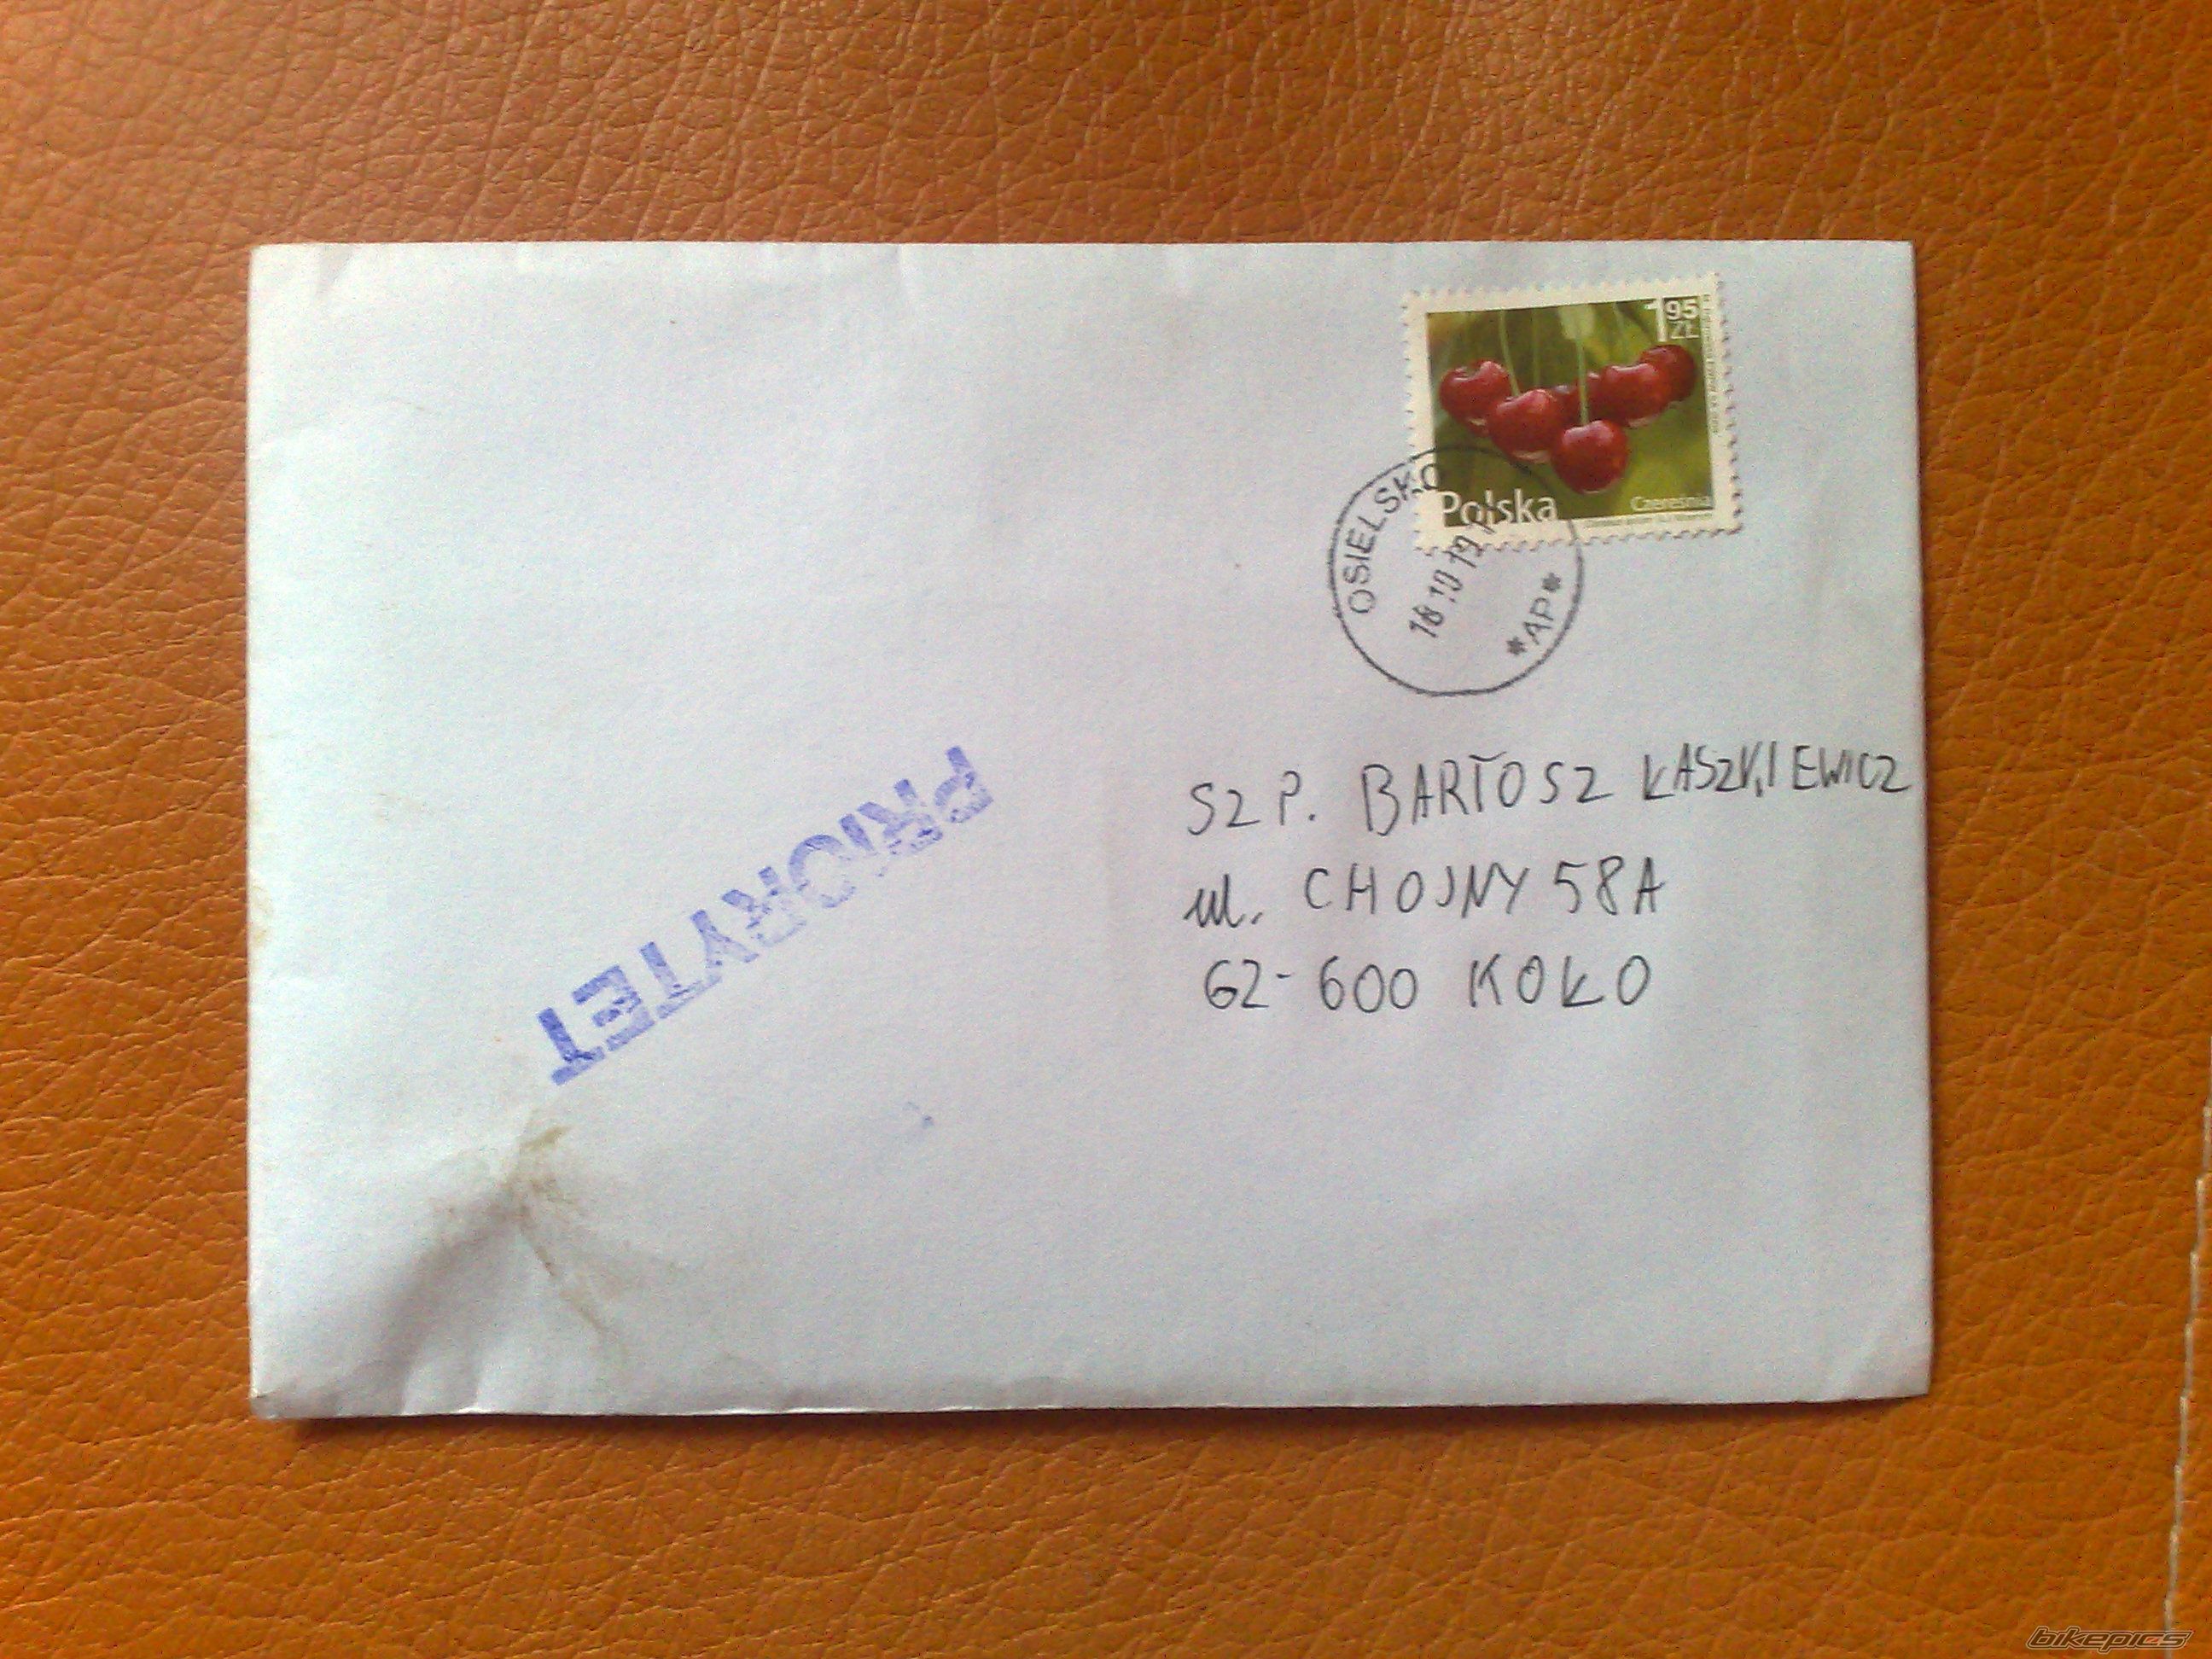 1 95
ZŁ
Polska
Czereśnia
OSIELSKO
*AP*
PRIORYTET
SZ P. BARTOSZ KASZKIEWICZ
ul. CHOJNY 58A
62-600 KOŁO
bikepics